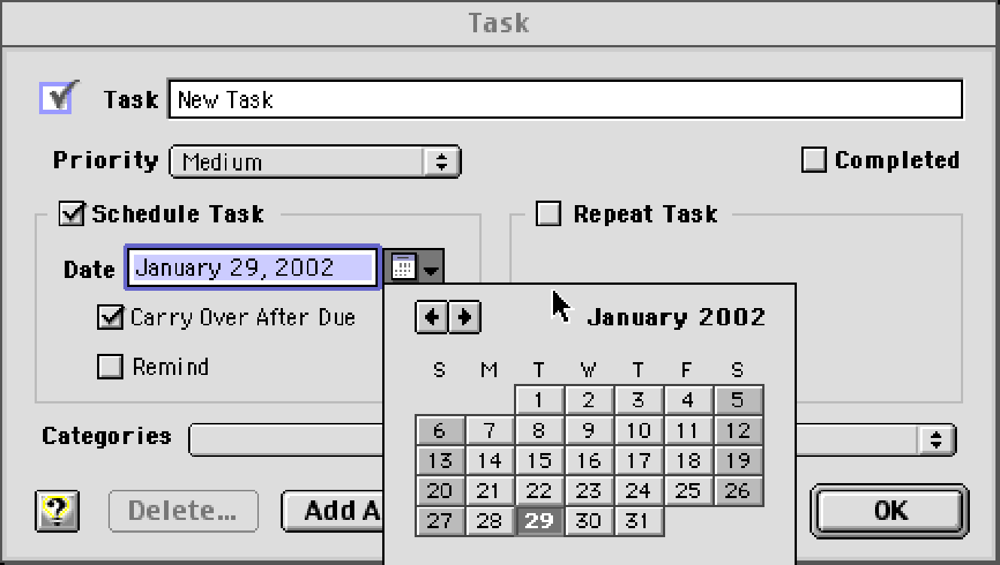 Task
Task New Task
Priority Medium Completed
Schedule Task Repeat Task
Date January 29, 2002
Carry Over After Due January 2002
Remind S M T W T F S
1 2 3 4 5
Categories 6 7 8 9 10 11 12
13 14 15 16 17 18 19
20 21 22 23 24 25 26
? Delete... Add A OK
27 28 29 30 31